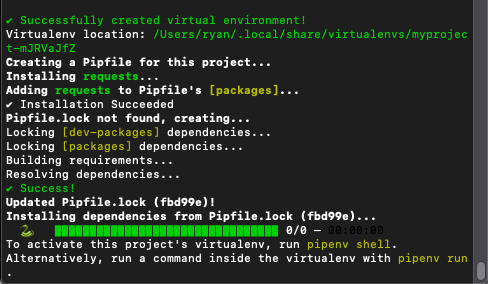 ✔ Successfully created virtual environment!
Virtualenv location: /Users/ryan/.local/share/virtualenvs/myprojec
t-mJRVaJfZ
Creating a Pipfile for this project...
Installing requests...
Adding requests to Pipfile's [packages]...
✔ Installation Succeeded
Pipfile.lock not found, creating...
Locking [dev-packages] dependencies...
Locking [packages] dependencies...
Building requirements...
Resolving dependencies...
✔ Success!
Updated Pipfile.lock (fbd99e)!
Installing dependencies from Pipfile.lock (fbd99e)...
🐍 ▉▉▉▉▉▉▉▉▉▉▉▉▉▉▉▉▉▉▉▉▉▉▉▉▉▉▉▉▉▉▉▉ 0/0 — 00:00:00
To activate this project's virtualenv, run pipenv shell.
Alternatively, run a command inside the virtualenv with pipenv run
.